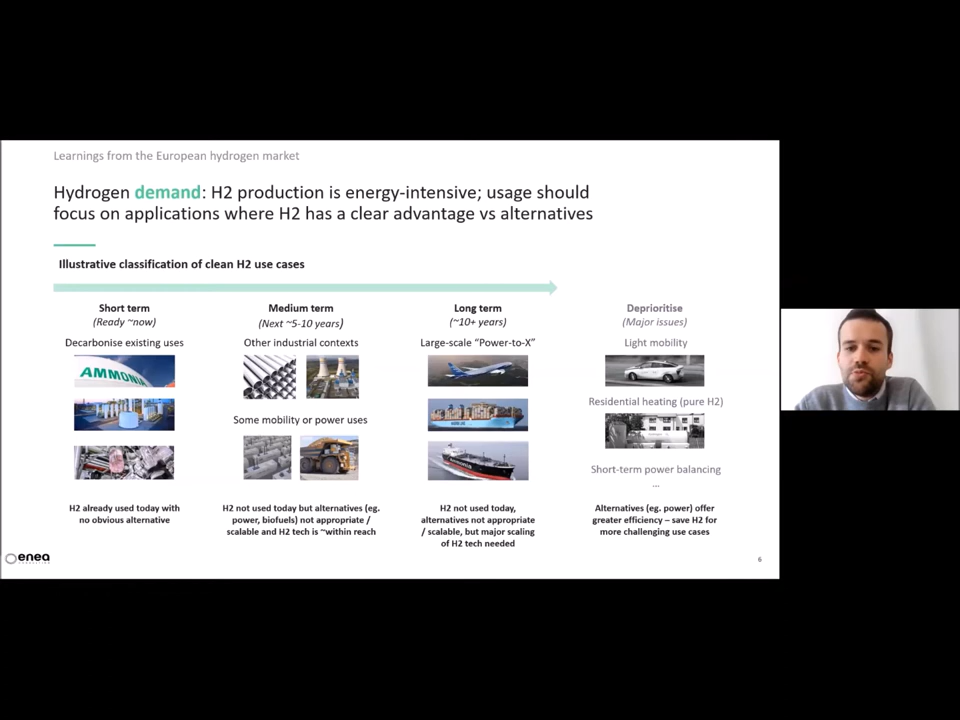 Learnings from the European hydrogen market
Hydrogen demand: H2 production is energy-intensive; usage should
focus on applications where H2 has a clear advantage vs alternatives
Illustrative classification of clean H2 use cases
Short term
(Ready ~now)
Decarbonise existing uses
AMMONIA
H2 already used today with
no obvious alternative
Medium term
(Next ~5-10 years)
Other industrial contexts
Some mobility or power uses
H2 not used today but alternatives (eg.
power, biofuels) not appropriate /
scalable and H2 tech is ~within reach
Long term
(~10+ years)
Large-scale “Power-to-X”
H2 not used today,
alternatives not appropriate
/ scalable, but major scaling
of H2 tech needed
Deprioritise
(Major issues)
Light mobility
Residential heating (pure H2)
Short-term power balancing
...
Alternatives (eg. power) offer
greater efficiency – save H2 for
more challenging use cases
enea
6